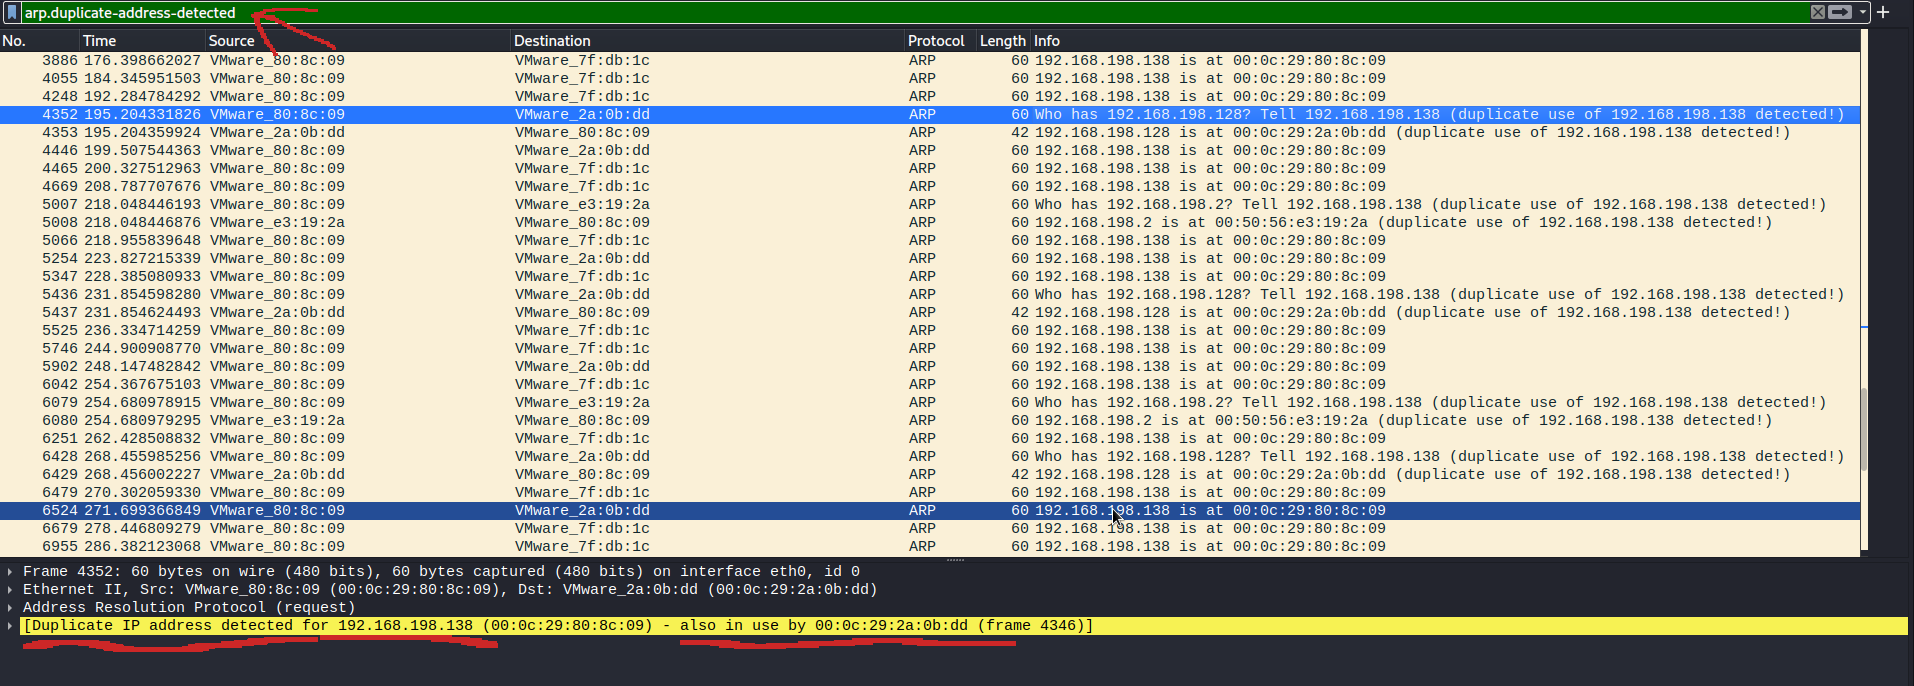 arp.duplicate-address-detected
No. Time Source Destination Protocol Length Info
3886 176.398662027 VMware_80:8c:09 VMware_7f:db:1c ARP 60 192.168.198.138 is at 00:0c:29:80:8c:09
4055 184.345951503 VMware_80:8c:09 VMware_7f:db:1c ARP 60 192.168.198.138 is at 00:0c:29:80:8c:09
4248 192.284784292 VMware_80:8c:09 VMware_7f:db:1c ARP 60 192.168.198.138 is at 00:0c:29:80:8c:09
4352 195.204331826 VMware_80:8c:09 VMware_2a:0b:dd ARP 60 Who has 192.168.198.128? Tell 192.168.198.138 (duplicate use of 192.168.198.138 detected!)
4353 195.204359924 VMware_2a:0b:dd VMware_80:8c:09 ARP 42 192.168.198.128 is at 00:0c:29:2a:0b:dd (duplicate use of 192.168.198.138 detected!)
4446 199.507544363 VMware_80:8c:09 VMware_2a:0b:dd ARP 60 192.168.198.138 is at 00:0c:29:80:8c:09
4465 200.327512963 VMware_80:8c:09 VMware_7f:db:1c ARP 60 192.168.198.138 is at 00:0c:29:80:8c:09
4669 208.787707676 VMware_80:8c:09 VMware_7f:db:1c ARP 60 192.168.198.138 is at 00:0c:29:80:8c:09
5007 218.048446193 VMware_80:8c:09 VMware_e3:19:2a ARP 60 Who has 192.168.198.2? Tell 192.168.198.138 (duplicate use of 192.168.198.138 detected!)
5008 218.048446876 VMware_e3:19:2a VMware_80:8c:09 ARP 60 192.168.198.2 is at 00:50:56:e3:19:2a (duplicate use of 192.168.198.138 detected!)
5066 218.955839648 VMware_80:8c:09 VMware_7f:db:1c ARP 60 192.168.198.138 is at 00:0c:29:80:8c:09
5254 223.827215339 VMware_80:8c:09 VMware_2a:0b:dd ARP 60 192.168.198.138 is at 00:0c:29:80:8c:09
5347 228.385080933 VMware_80:8c:09 VMware_7f:db:1c ARP 60 192.168.198.138 is at 00:0c:29:80:8c:09
5436 231.854598280 VMware_80:8c:09 VMware_2a:0b:dd ARP 60 Who has 192.168.198.128? Tell 192.168.198.138 (duplicate use of 192.168.198.138 detected!)
5437 231.854624493 VMware_2a:0b:dd VMware_80:8c:09 ARP 42 192.168.198.128 is at 00:0c:29:2a:0b:dd (duplicate use of 192.168.198.138 detected!)
5525 236.334714259 VMware_80:8c:09 VMware_7f:db:1c ARP 60 192.168.198.138 is at 00:0c:29:80:8c:09
5746 244.900908770 VMware_80:8c:09 VMware_7f:db:1c ARP 60 192.168.198.138 is at 00:0c:29:80:8c:09
5902 248.147482842 VMware_80:8c:09 VMware_2a:0b:dd ARP 60 192.168.198.138 is at 00:0c:29:80:8c:09
6042 254.367675103 VMware_80:8c:09 VMware_7f:db:1c ARP 60 192.168.198.138 is at 00:0c:29:80:8c:09
6079 254.680978915 VMware_80:8c:09 VMware_e3:19:2a ARP 60 Who has 192.168.198.2? Tell 192.168.198.138 (duplicate use of 192.168.198.138 detected!)
6080 254.680979295 VMware_e3:19:2a VMware_80:8c:09 ARP 60 192.168.198.2 is at 00:50:56:e3:19:2a (duplicate use of 192.168.198.138 detected!)
6251 262.428508832 VMware_80:8c:09 VMware_7f:db:1c ARP 60 192.168.198.138 is at 00:0c:29:80:8c:09
6428 268.455985256 VMware_80:8c:09 VMware_2a:0b:dd ARP 60 Who has 192.168.198.128? Tell 192.168.198.138 (duplicate use of 192.168.198.138 detected!)
6429 268.456002227 VMware_2a:0b:dd VMware_80:8c:09 ARP 42 192.168.198.128 is at 00:0c:29:2a:0b:dd (duplicate use of 192.168.198.138 detected!)
6479 270.302059330 VMware_80:8c:09 VMware_7f:db:1c ARP 60 192.168.198.138 is at 00:0c:29:80:8c:09
6524 271.699366849 VMware_80:8c:09 VMware_2a:0b:dd ARP 60 192.168.198.138 is at 00:0c:29:80:8c:09
6679 278.446809279 VMware_80:8c:09 VMware_7f:db:1c ARP 60 192.168.198.138 is at 00:0c:29:80:8c:09
6955 286.382123068 VMware_80:8c:09 VMware_7f:db:1c ARP 60 192.168.198.138 is at 00:0c:29:80:8c:09
Frame 4352: 60 bytes on wire (480 bits), 60 bytes captured (480 bits) on interface eth0, id 0
Ethernet II, Src: VMware_80:8c:09 (00:0c:29:80:8c:09), Dst: VMware_2a:0b:dd (00:0c:29:2a:0b:dd)
Address Resolution Protocol (request)
[Duplicate IP address detected for 192.168.198.138 (00:0c:29:80:8c:09) - also in use by 00:0c:29:2a:0b:dd (frame 4346)]